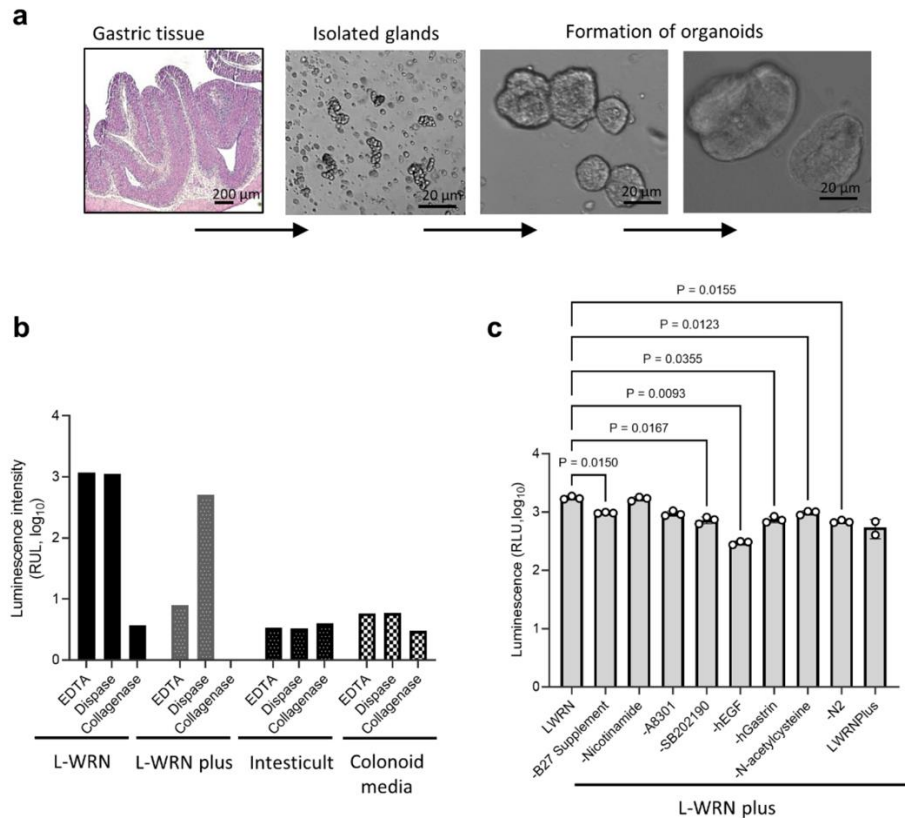 a
Gastric tissue
Isolated glands
Formation of organoids
200 µm
20 µm
20 µm
20 µm
b
Luminescence intensity
(RUL, log10)
4
3
2
1
0
EDTA
Dispase
Collagenase
EDTA
Dispase
Collagenase
EDTA
Dispase
Collagenase
EDTA
Dispase
Collagenase
L-WRN
L-WRN plus
Intesticult
Colonoid
media
c
P = 0.0155
P = 0.0123
P = 0.0355
P = 0.0093
P = 0.0167
P = 0.0150
Luminescence (RLU,log10)
4
3
2
1
0
LWRN
-B27 Supplement
-Nicotinamide
-A8301
-SB202190
-hEGF
-hGastrin
-N-acetylcysteine
-N2
LWRNPlus
L-WRN plus